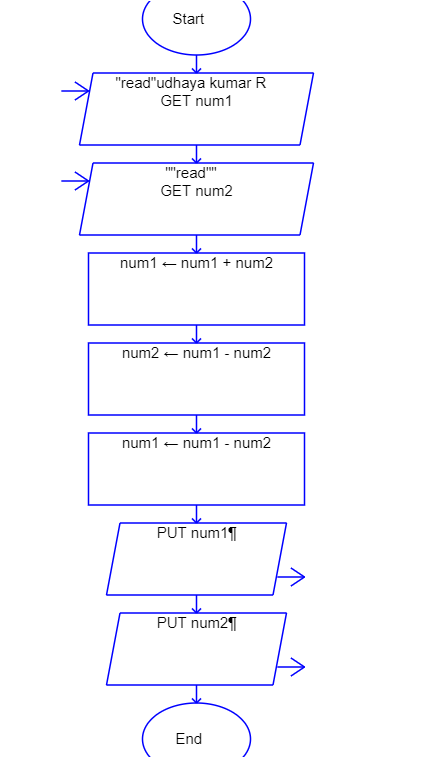 Start
"read"udhaya kumar R
GET num1
""read""
GET num2
num1 ← num1 + num2
num2 ← num1 - num2
num1 ← num1 - num2
PUT num1¶
PUT num2¶
End